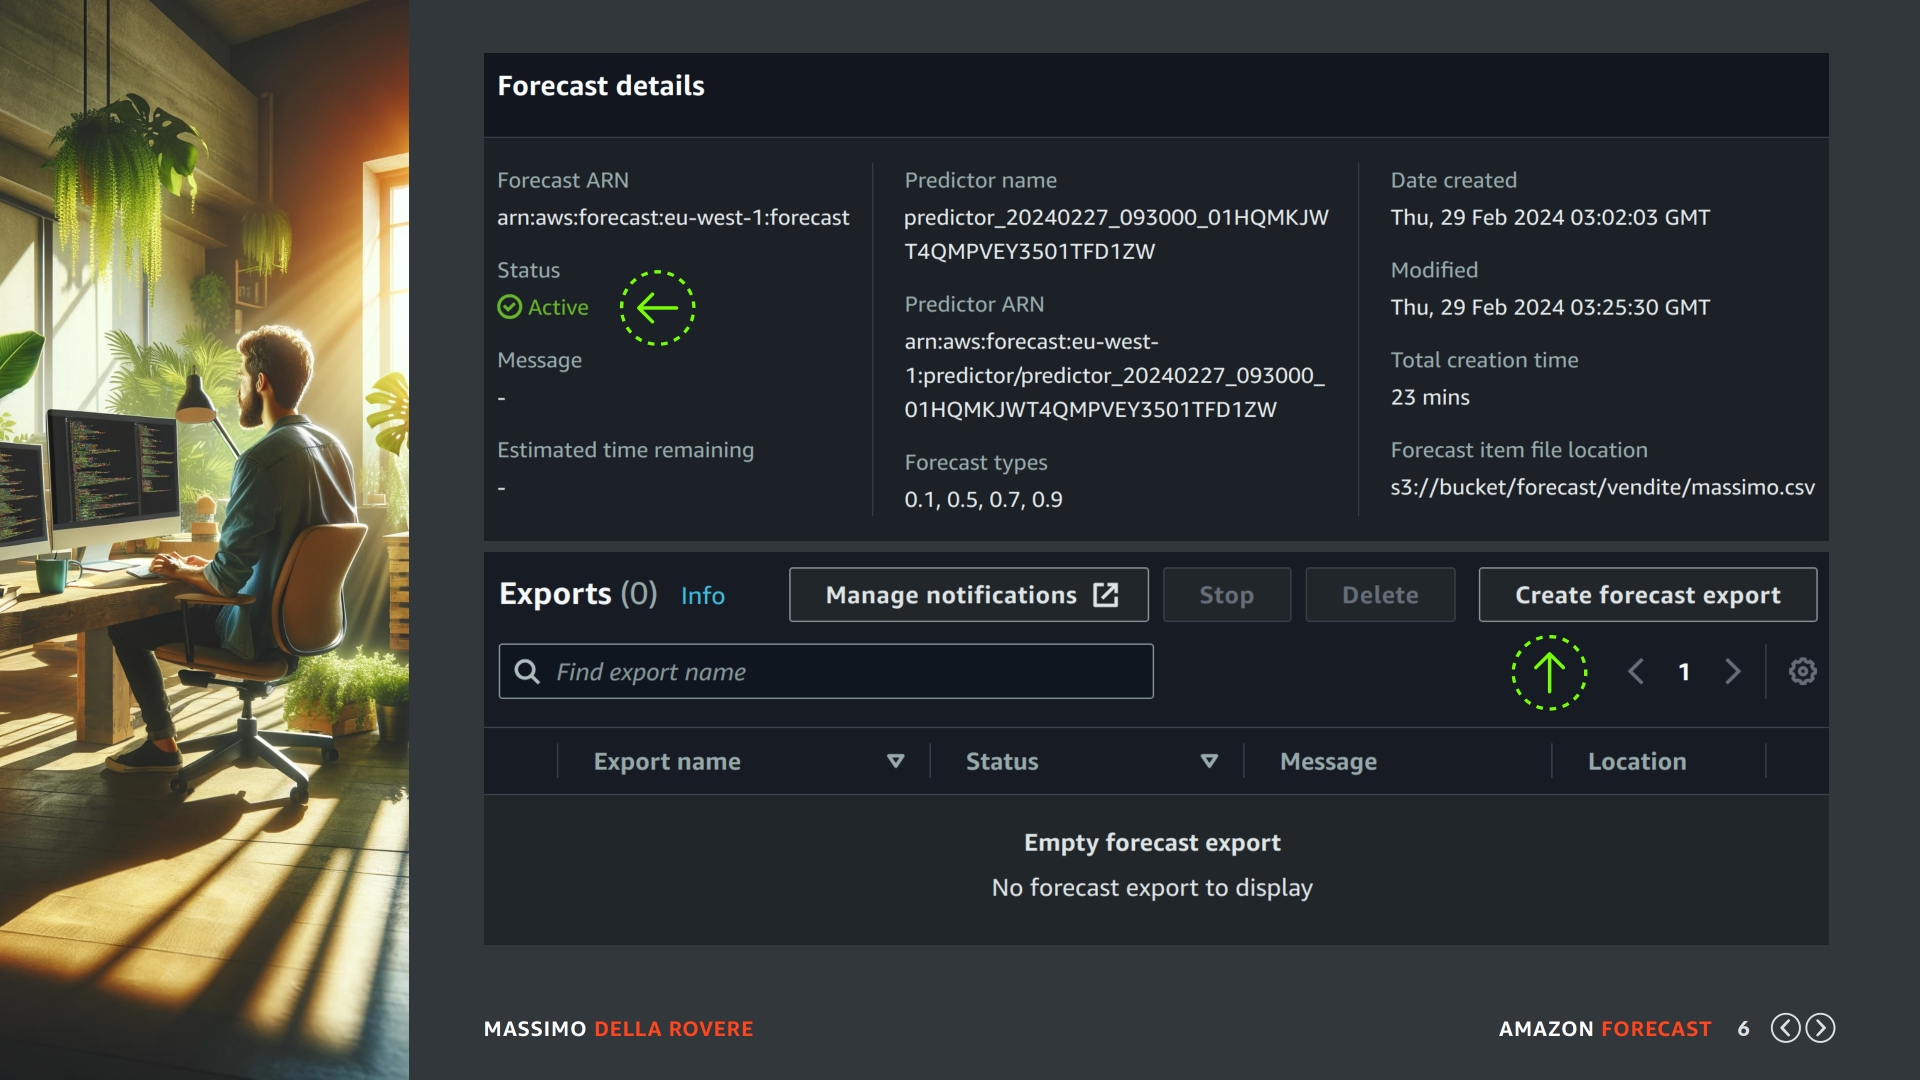 Forecast details
Forecast ARN
arn:aws:forecast:eu-west-1:forecast
Status
Active
Message
-
Estimated time remaining
-
Predictor name
predictor_20240227_093000_01HQMKJW
T4QMPVEY3501TFD1ZW
Predictor ARN
arn:aws:forecast:eu-west-
1:predictor/predictor_20240227_093000_
01HQMKJWT4QMPVEY3501TFD1ZW
Forecast types
0.1, 0.5, 0.7, 0.9
Date created
Thu, 29 Feb 2024 03:02:03 GMT
Modified
Thu, 29 Feb 2024 03:25:30 GMT
Total creation time
23 mins
Forecast item file location
s3://bucket/forecast/vendite/massimo.csv
Exports (0) Info Manage notifications Stop Delete Create forecast export
Find export name 1
Export name Status Message Location
Empty forecast export
No forecast export to display
MASSIMO DELLA ROVERE AMAZON FORECAST 6